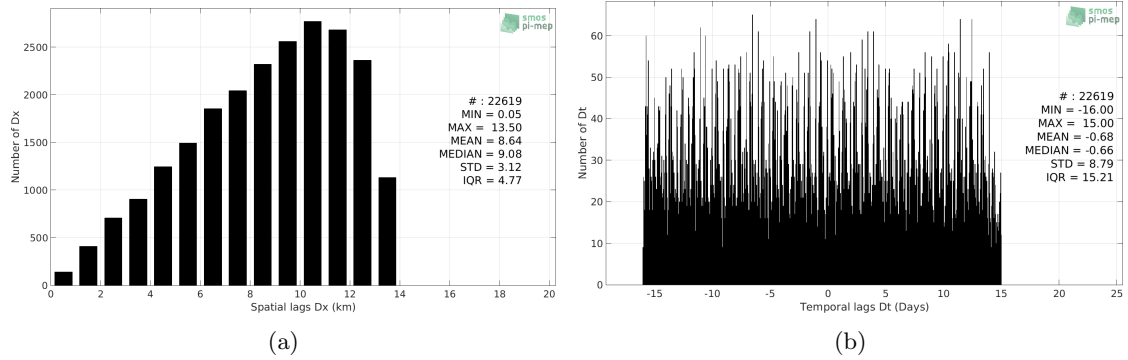 smos
pi-mep
2500
2000
1500
1000
500
0
Number of Dx
# : 22619
MIN = 0.05
MAX = 13.50
MEAN = 8.64
MEDIAN = 9.08
STD = 3.12
IQR = 4.77
0 2 4 6 8 10 12 14 16 18 20
Spatial lags Dx (km)
(a)
smos
pi-mep
60
50
40
30
20
10
0
Number of Dt
# : 22619
MIN = -16.00
MAX = 15.00
MEAN = -0.68
MEDIAN = -0.66
STD = 8.79
IQR = 15.21
-15 -10 -5 0 5 10 15 20 25
Temporal lags Dt (Days)
(b)